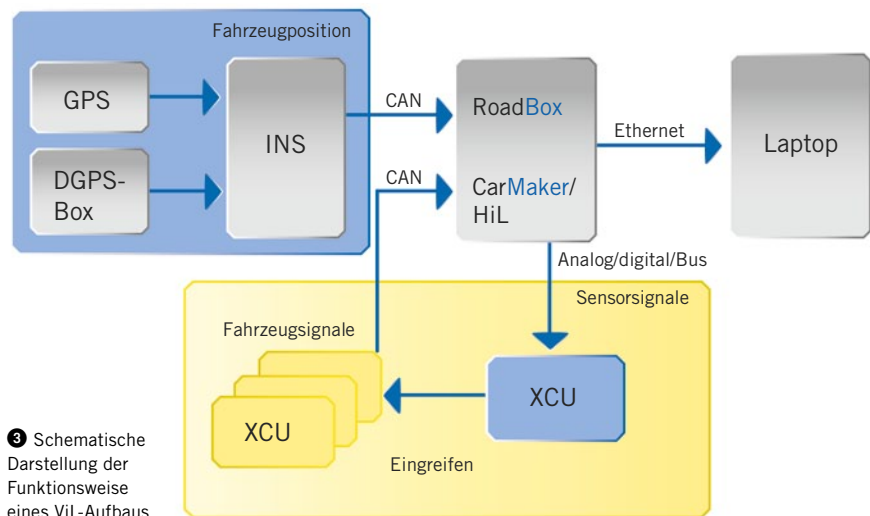 Fahrzeugposition
GPS
DGPS-
Box
INS
CAN
CAN
RoadBox
CarMaker/
HiL
Ethernet
Laptop
Analog/digital/Bus
Sensorsignale
Fahrzeugsignale
XCU
XCU
Eingreifen
❸ Schematische
Darstellung der
Funktionsweise
eines ViL-Aufbaus